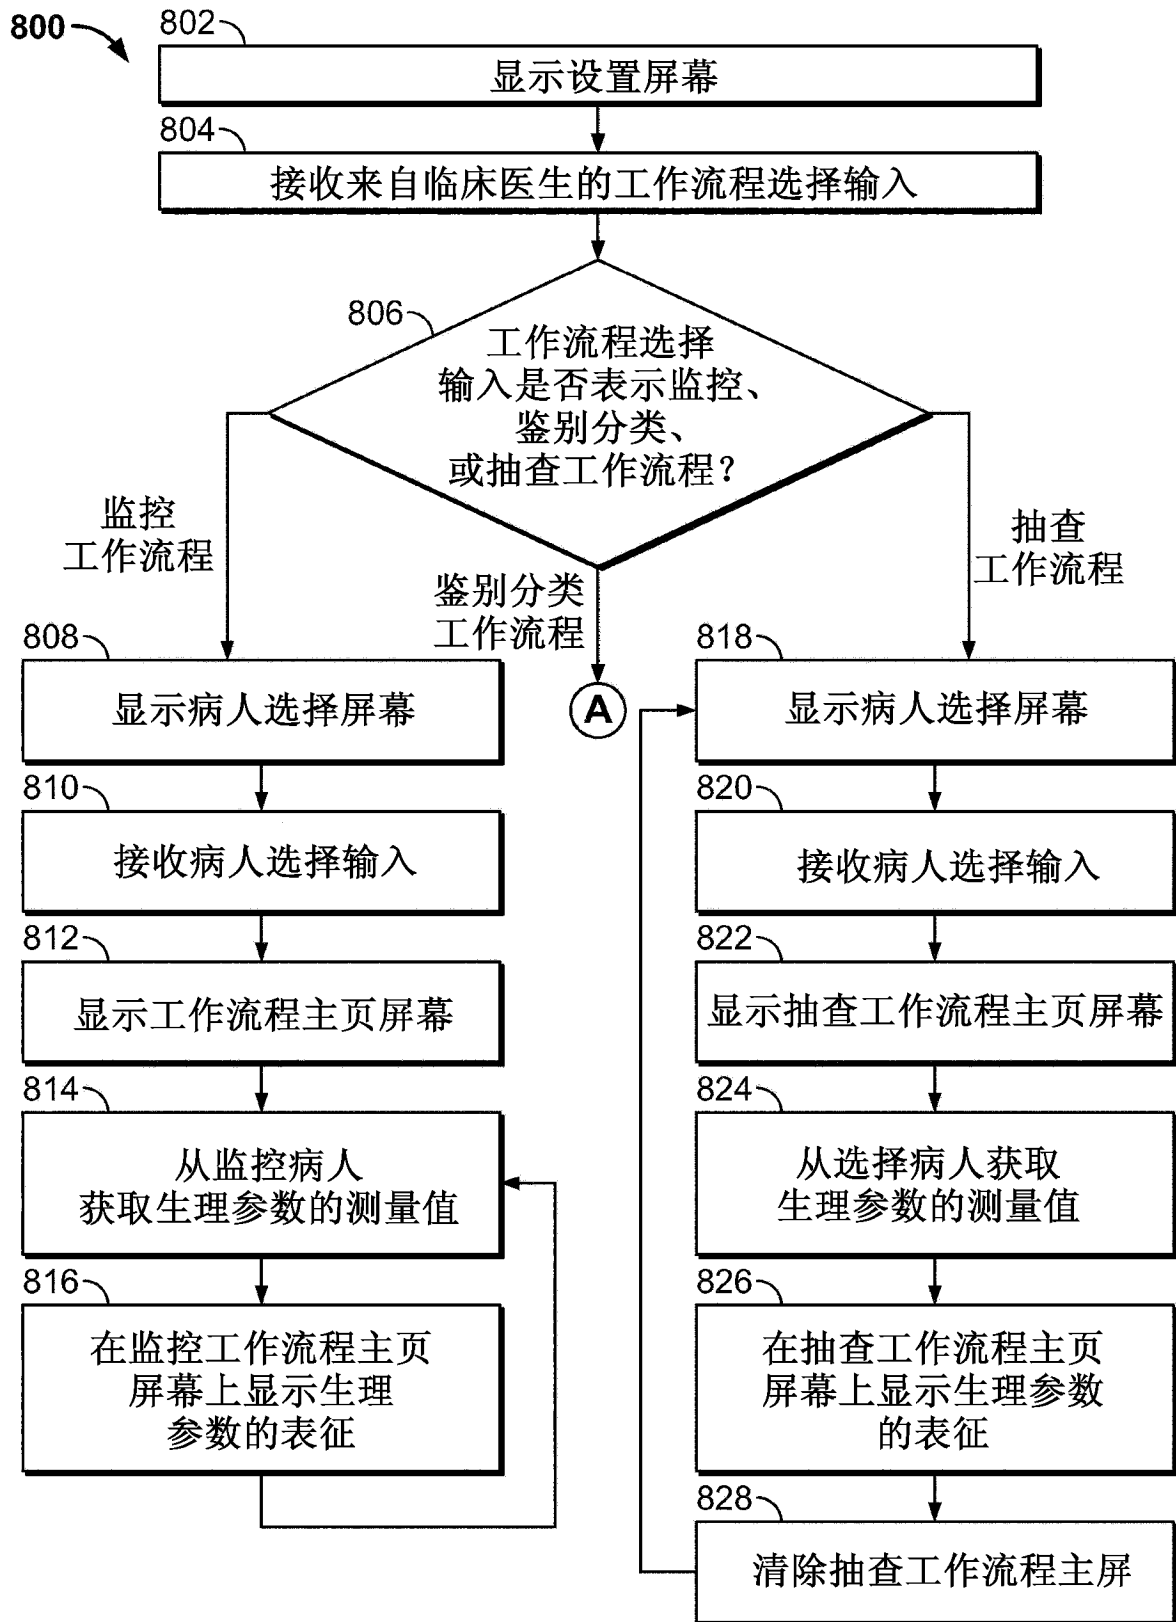 800
802
显示设置屏幕
804
接收来自临床医生的工作流程选择输入
806
工作流程选择
输入是否表示监控、
鉴别分类、
或抽查工作流程?
监控
工作流程
鉴别分类
工作流程
抽查
工作流程
A
808
显示病人选择屏幕
810
接收病人选择输入
812
显示工作流程主页屏幕
814
从监控病人
获取生理参数的测量值
816
在监控工作流程主页
屏幕上显示生理
参数的表征
818
显示病人选择屏幕
820
接收病人选择输入
822
显示抽查工作流程主页屏幕
824
从选择病人获取
生理参数的测量值
826
在抽查工作流程主页
屏幕上显示生理参数
的表征
828
清除抽查工作流程主屏